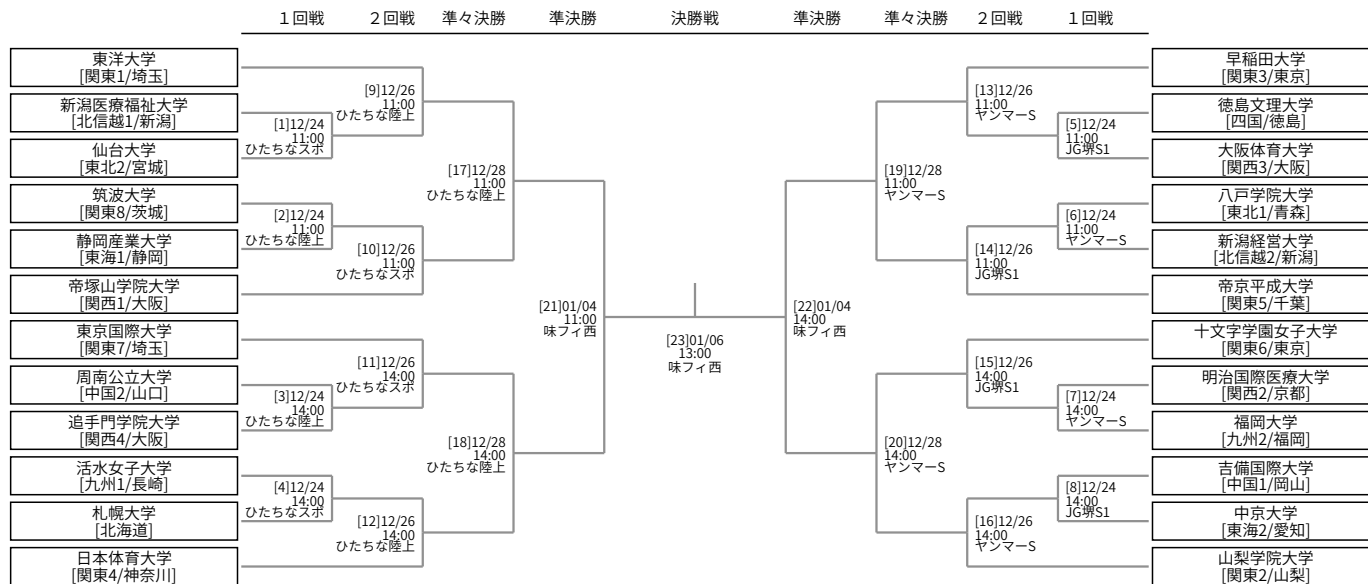 １回戦
２回戦
準々決勝
準決勝
決勝戦
準決勝
準々決勝
２回戦
１回戦
東洋大学
[関東1/埼玉]
新潟医療福祉大学
[北信越1/新潟]
仙台大学
[東北2/宮城]
筑波大学
[関東8/茨城]
静岡産業大学
[東海1/静岡]
帝塚山学院大学
[関西1/大阪]
東京国際大学
[関東7/埼玉]
周南公立大学
[中国2/山口]
追手門学院大学
[関西4/大阪]
活水女子大学
[九州1/長崎]
札幌大学
[北海道]
日本体育大学
[関東4/神奈川]
[1]12/24
11:00
ひたちなスポ
[2]12/24
11:00
ひたちな陸上
[3]12/24
14:00
ひたちな陸上
[4]12/24
14:00
ひたちなスポ
[9]12/26
11:00
ひたちな陸上
[10]12/26
11:00
ひたちなスポ
[11]12/26
14:00
ひたちなスポ
[12]12/26
14:00
ひたちな陸上
[17]12/28
11:00
ひたちな陸上
[18]12/28
14:00
ひたちな陸上
[21]01/04
11:00
味フィ西
[23]01/06
13:00
味フィ西
[22]01/04
14:00
味フィ西
[19]12/28
11:00
ヤンマーS
[20]12/28
14:00
ヤンマーS
[13]12/26
11:00
ヤンマーS
[14]12/26
11:00
JG堺S1
[15]12/26
14:00
JG堺S1
[16]12/26
14:00
ヤンマーS
[5]12/24
11:00
JG堺S1
[6]12/24
11:00
ヤンマーS
[7]12/24
14:00
ヤンマーS
[8]12/24
14:00
JG堺S1
早稲田大学
[関東3/東京]
徳島文理大学
[四国/徳島]
大阪体育大学
[関西3/大阪]
八戸学院大学
[東北1/青森]
新潟経営大学
[北信越2/新潟]
帝京平成大学
[関東5/千葉]
十文字学園女子大学
[関東6/東京]
明治国際医療大学
[関西2/京都]
福岡大学
[九州2/福岡]
吉備国際大学
[中国1/岡山]
中京大学
[東海2/愛知]
山梨学院大学
[関東2/山梨]